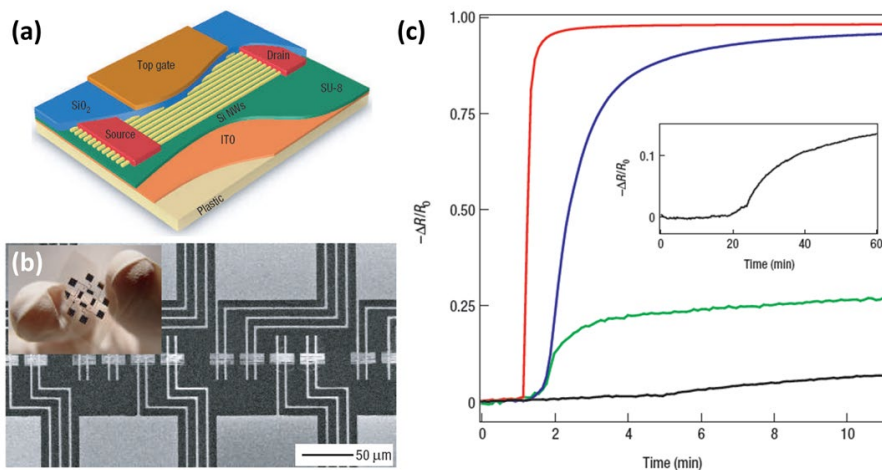 (a)
Top gate
Drain
SiO₂
SU-8
Si NWs
Source
ITO
Plastic
(b)
50 μm
(c)
1.00
0.75
0.50
0.25
0
−ΔR/R₀
0 2 4 6 8 10
Time (min)
0.1
0
−ΔR/R₀
0 20 40 60
Time (min)